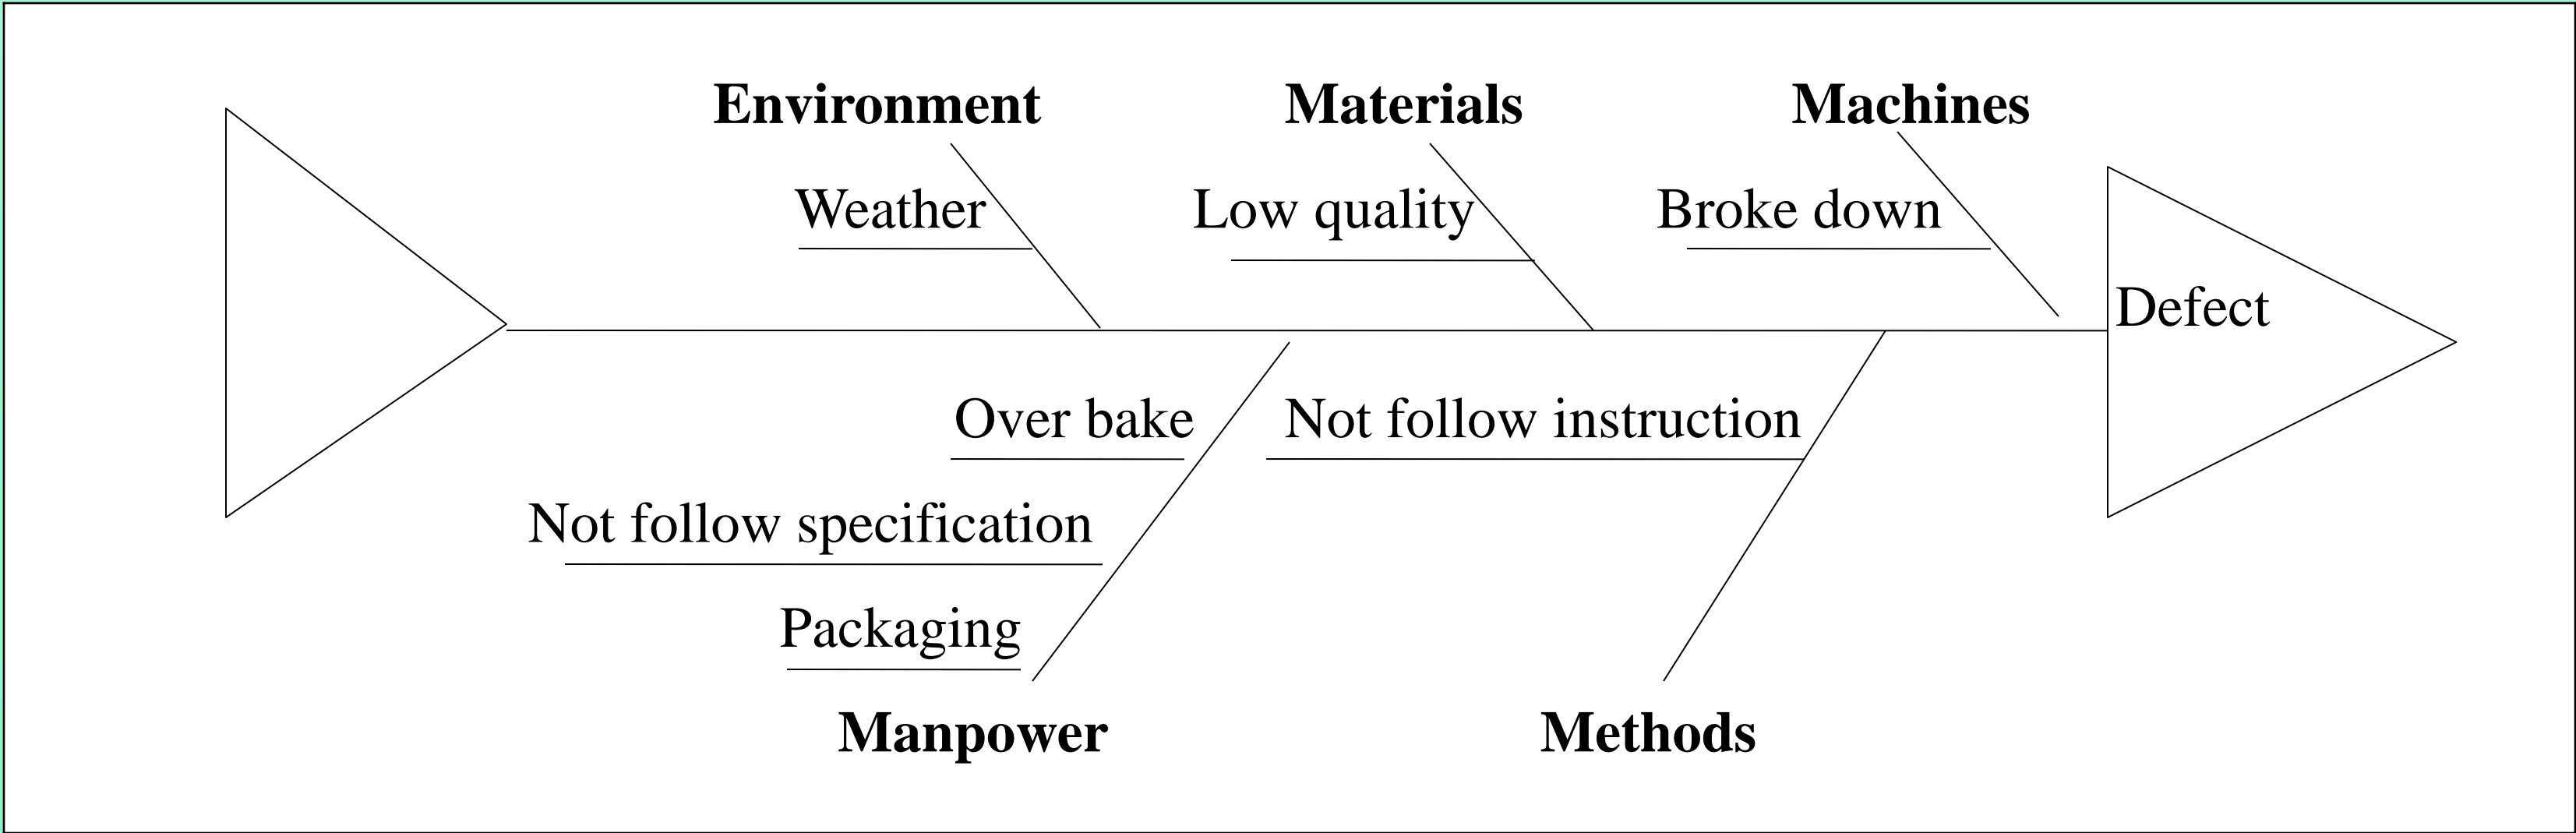 Environment
Materials
Machines
Weather
Low quality
Broke down
Defect
Over bake
Not follow instruction
Not follow specification
Packaging
Manpower
Methods